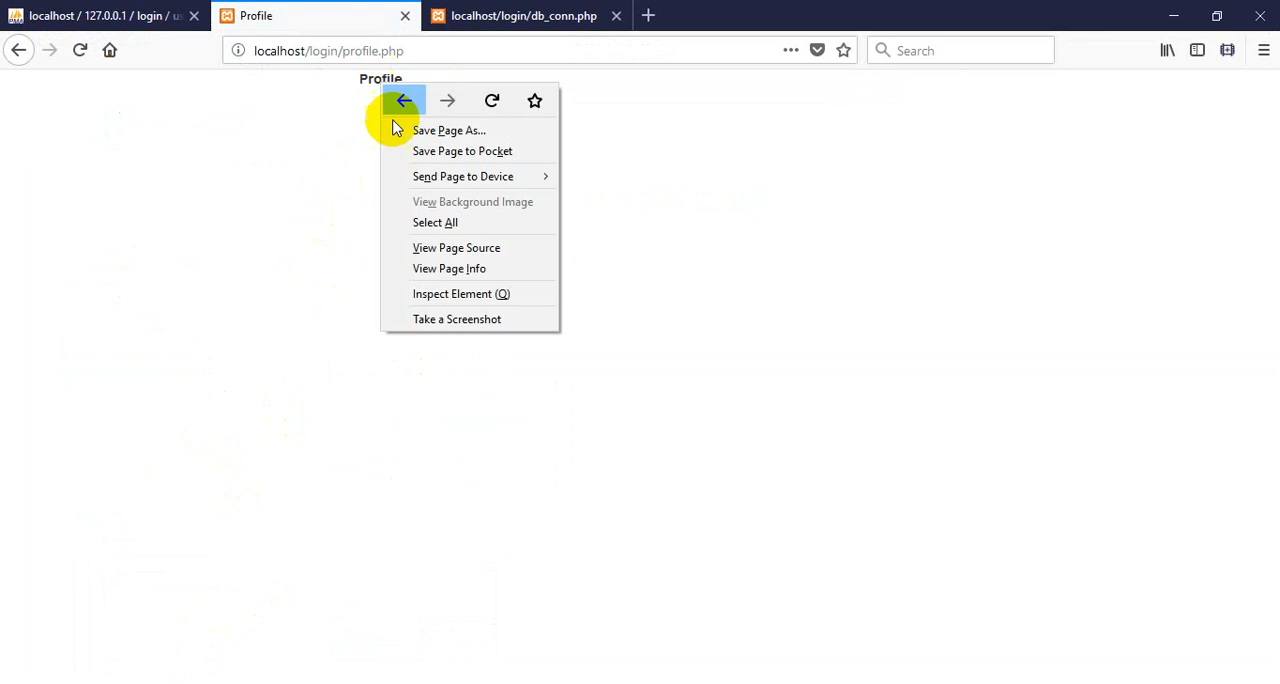 localhost / 127.0.0.1 / login / us
Profile
localhost/login/db_conn.php
localhost/login/profile.php
Search
Profile
Save Page As...
Save Page to Pocket
Send Page to Device
View Background Image
Select All
View Page Source
View Page Info
Inspect Element (Q)
Take a Screenshot